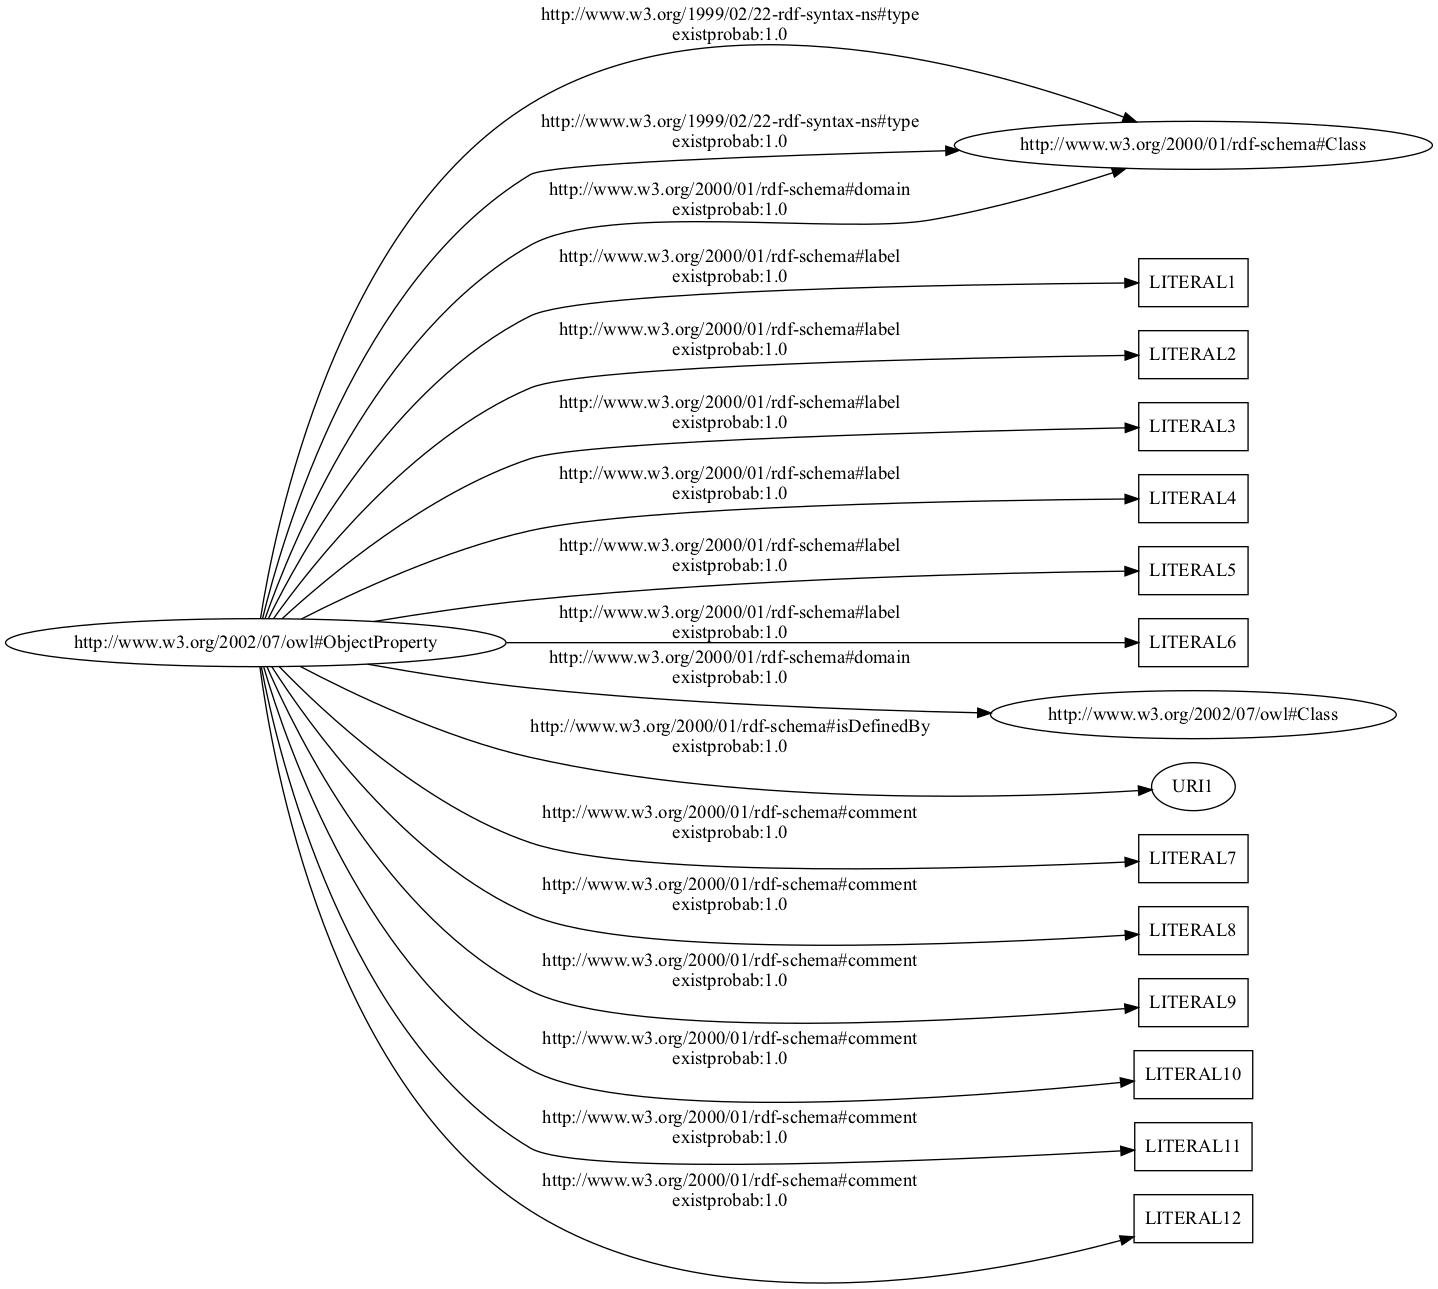 http://www.w3.org/1999/02/22-rdf-syntax-ns#type
existprobab:1.0
http://www.w3.org/1999/02/22-rdf-syntax-ns#type
existprobab:1.0
http://www.w3.org/2000/01/rdf-schema#Class
http://www.w3.org/2000/01/rdf-schema#domain
existprobab:1.0
http://www.w3.org/2000/01/rdf-schema#label
existprobab:1.0
LITERAL1
http://www.w3.org/2000/01/rdf-schema#label
existprobab:1.0
LITERAL2
http://www.w3.org/2000/01/rdf-schema#label
existprobab:1.0
LITERAL3
http://www.w3.org/2000/01/rdf-schema#label
existprobab:1.0
LITERAL4
http://www.w3.org/2000/01/rdf-schema#label
existprobab:1.0
LITERAL5
http://www.w3.org/2000/01/rdf-schema#label
existprobab:1.0
LITERAL6
http://www.w3.org/2002/07/owl#ObjectProperty
http://www.w3.org/2000/01/rdf-schema#domain
existprobab:1.0
http://www.w3.org/2002/07/owl#Class
http://www.w3.org/2000/01/rdf-schema#isDefinedBy
existprobab:1.0
URI1
http://www.w3.org/2000/01/rdf-schema#comment
existprobab:1.0
LITERAL7
http://www.w3.org/2000/01/rdf-schema#comment
existprobab:1.0
LITERAL8
http://www.w3.org/2000/01/rdf-schema#comment
existprobab:1.0
LITERAL9
http://www.w3.org/2000/01/rdf-schema#comment
existprobab:1.0
LITERAL10
http://www.w3.org/2000/01/rdf-schema#comment
existprobab:1.0
LITERAL11
http://www.w3.org/2000/01/rdf-schema#comment
existprobab:1.0
LITERAL12